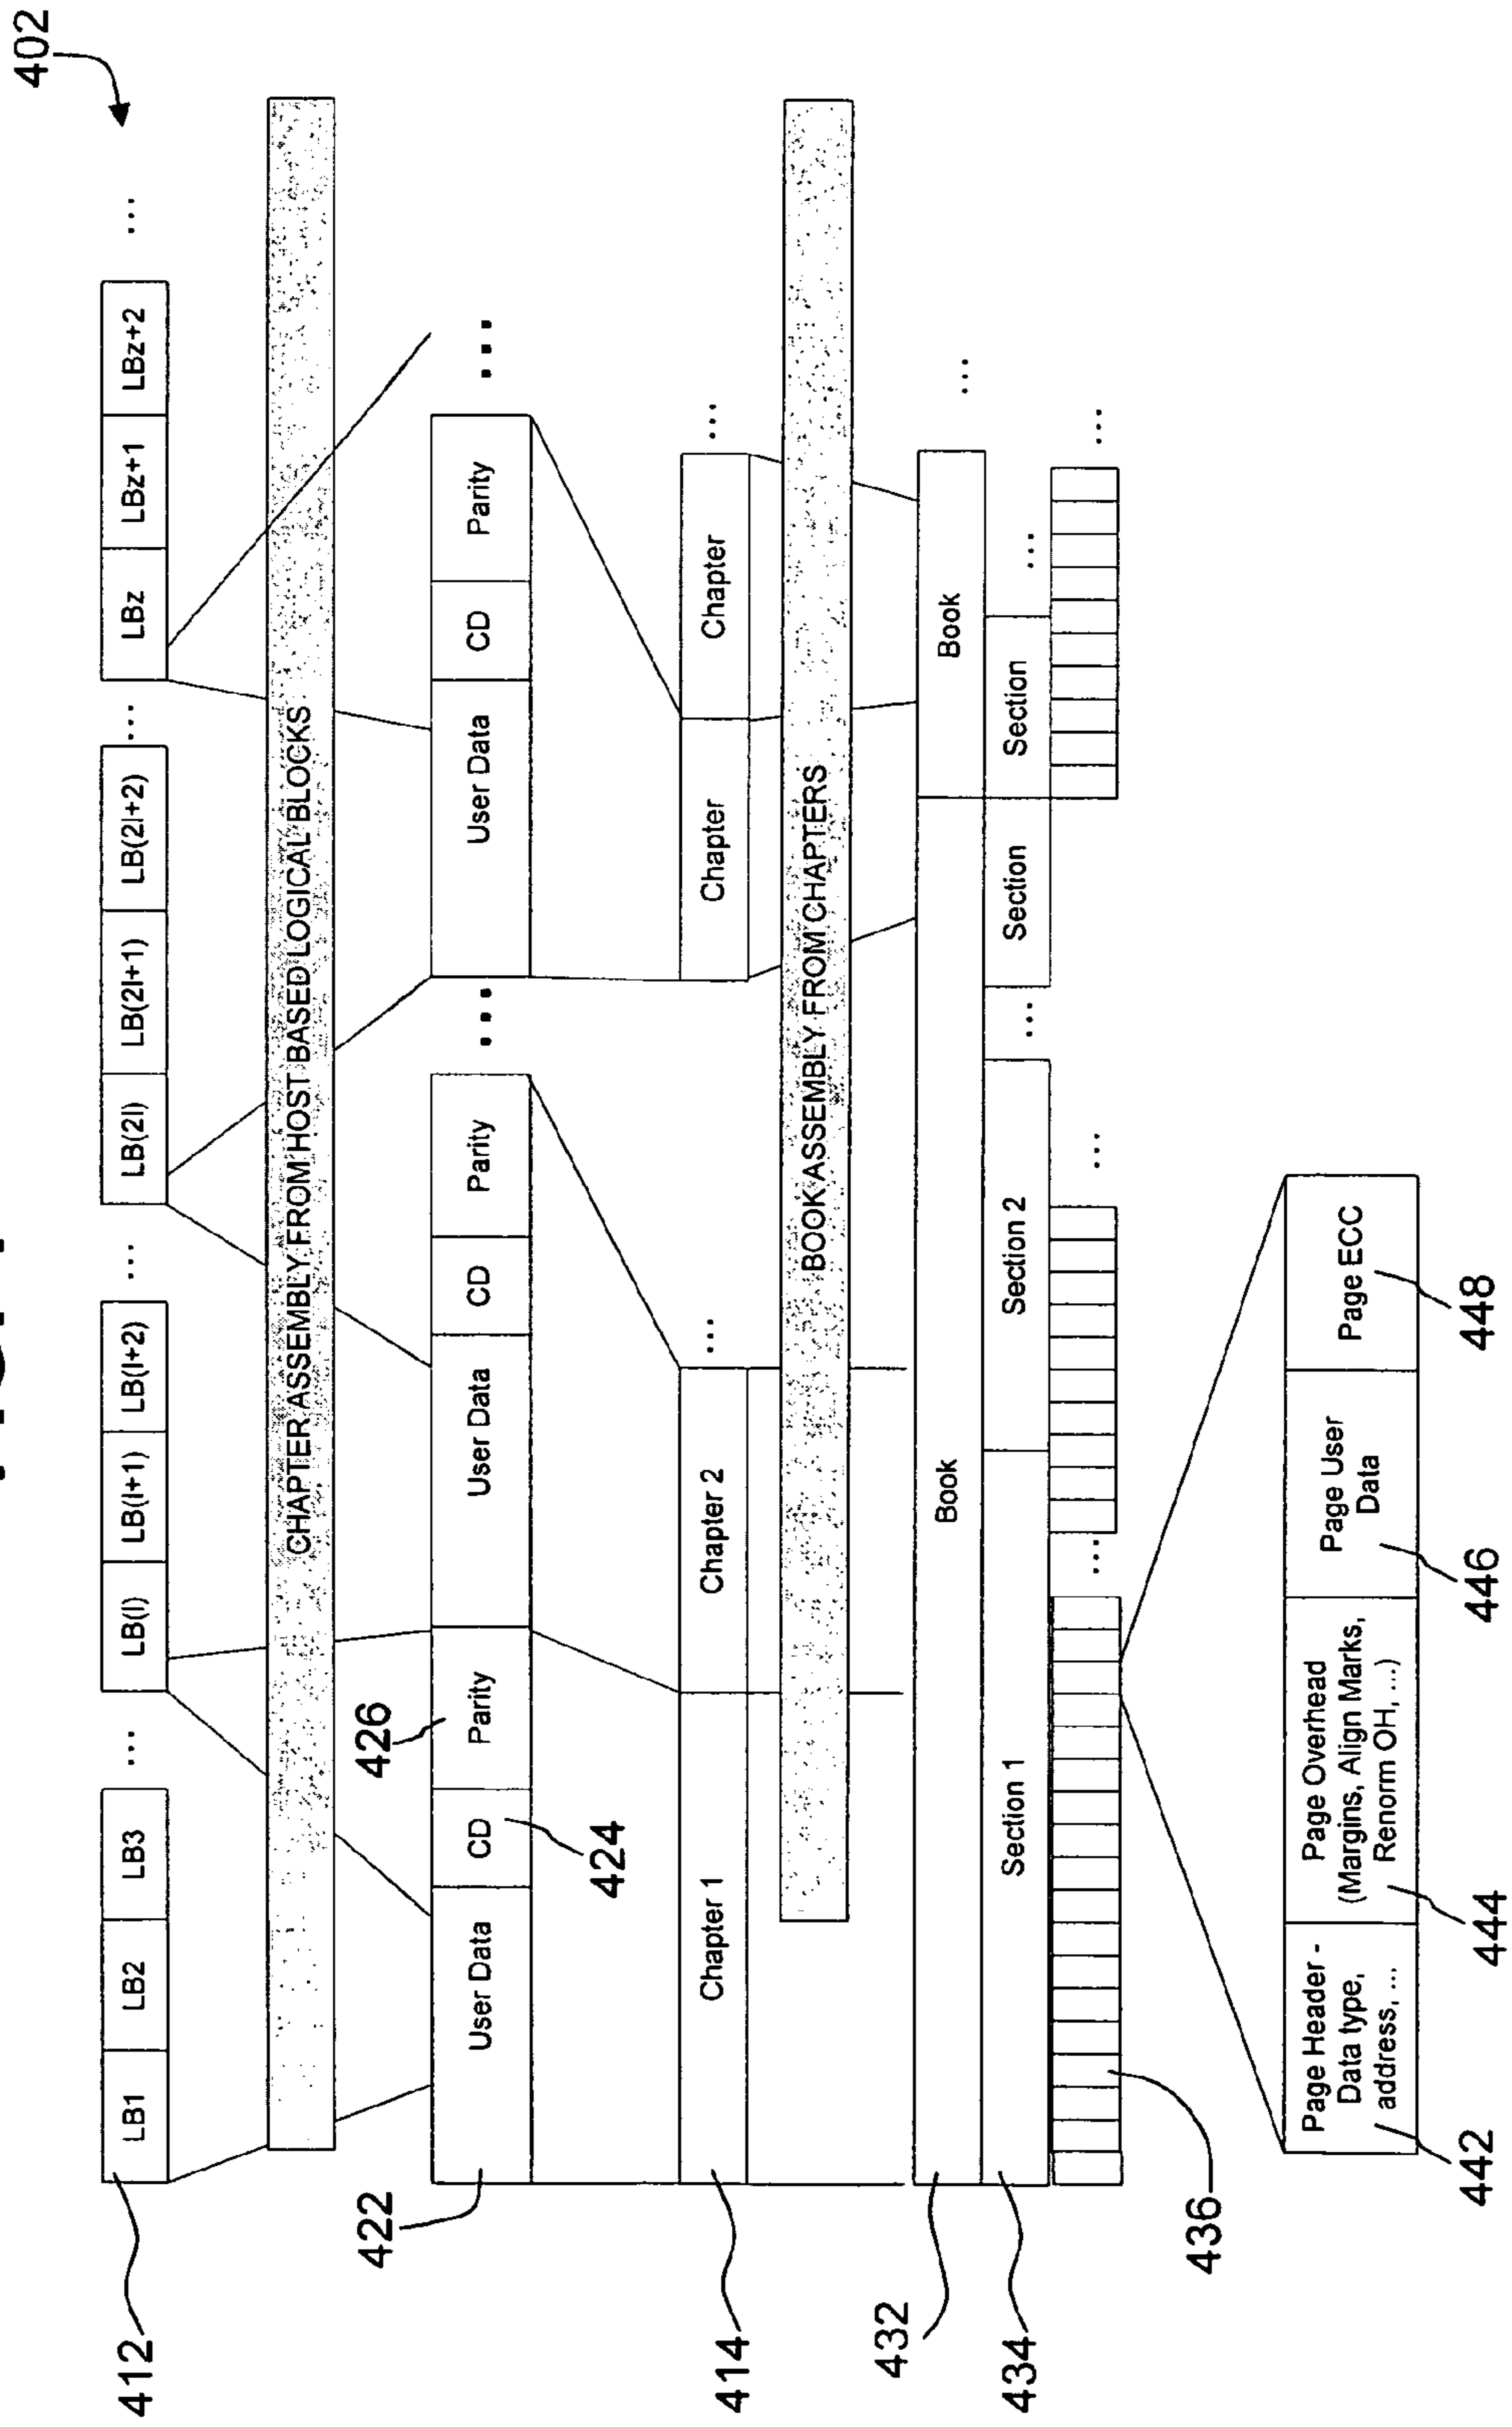 402
LB1 LB2 LB3 ... LB(I) LB(I+1) LB(I+2) ... LB(2I) LB(2I+1) LB(2I+2) ... LBz LBz+1 LBz+2 ...
412
CHAPTER ASSEMBLY FROM HOST BASED LOGICAL BLOCKS
426
User Data CD Parity User Data CD Parity ... User Data CD Parity ...
422
424
Chapter 1 Chapter 2 ... Chapter Chapter ...
414
BOOK ASSEMBLY FROM CHAPTERS
432
Book Book ...
Section 1 Section 2 ... Section Section ...
434
... ... ...
436
Page Header -
Data type,
address, ...
Page Overhead
(Margins, Align Marks,
Renorm OH, ...)
Page User
Data
Page ECC
442
444
446
448